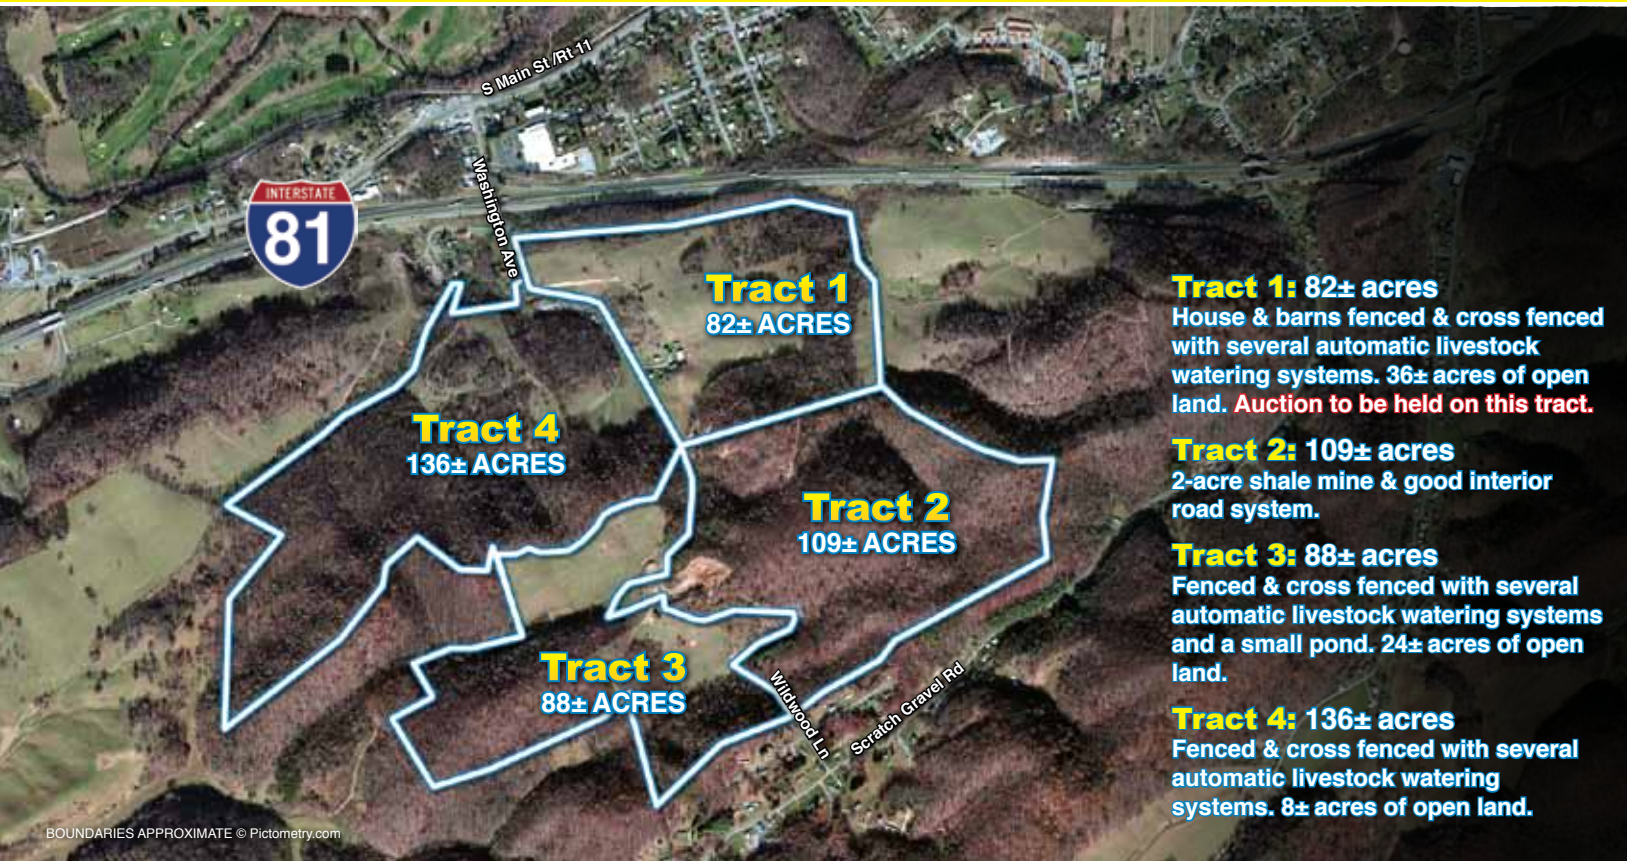 S Main St /Rt 11
Washington Ave
INTERSTATE
81
Tract 1
82± ACRES
Tract 4
136± ACRES
Tract 2
109± ACRES
Tract 3
88± ACRES
Wildwood Ln
Scratch Gravel Rd
BOUNDARIES APPROXIMATE © Pictometry.com
Tract 1: 82± acres
House & barns fenced & cross fenced
with several automatic livestock
watering systems. 36± acres of open
land. Auction to be held on this tract.
Tract 2: 109± acres
2-acre shale mine & good interior
road system.
Tract 3: 88± acres
Fenced & cross fenced with several
automatic livestock watering systems
and a small pond. 24± acres of open
land.
Tract 4: 136± acres
Fenced & cross fenced with several
automatic livestock watering
systems. 8± acres of open land.